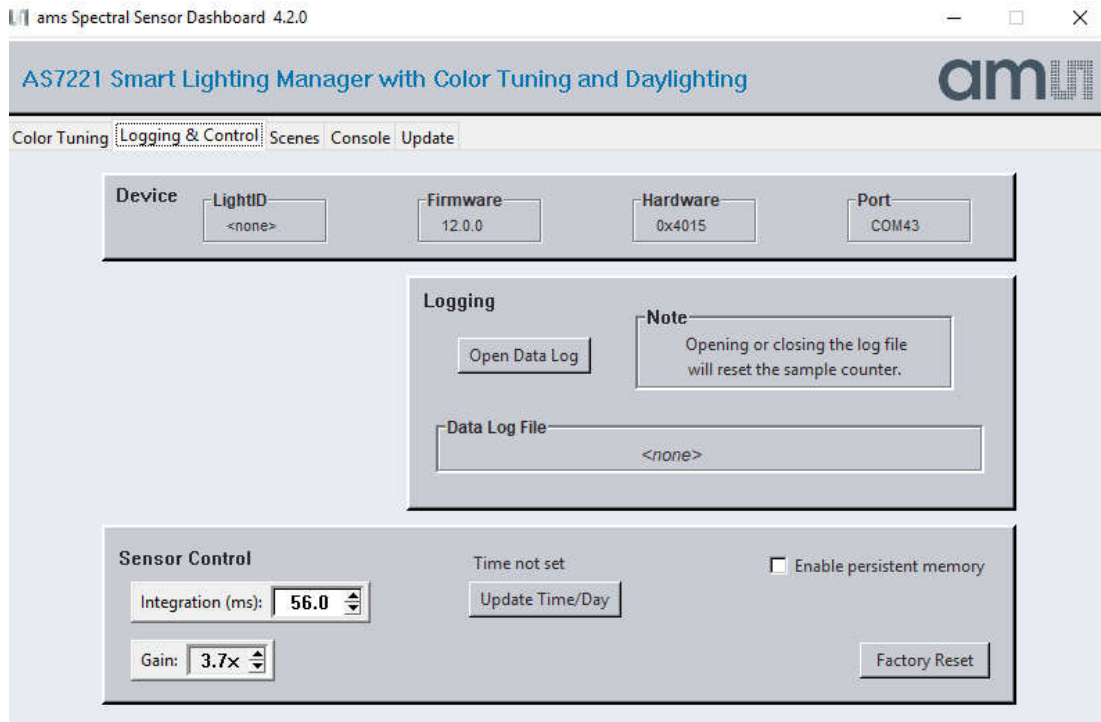 ams Spectral Sensor Dashboard 4.2.0
AS7221 Smart Lighting Manager with Color Tuning and Daylighting
am
Color Tuning Logging & Control Scenes Console Update
Device
LightID
<none>
Firmware
12.0.0
Hardware
0x4015
Port
COM43
Logging
Open Data Log
Note
Opening or closing the log file
will reset the sample counter.
Data Log File
<none>
Sensor Control
Integration (ms): 56.0
Gain: 3.7x
Time not set
Update Time/Day
Enable persistent memory
Factory Reset